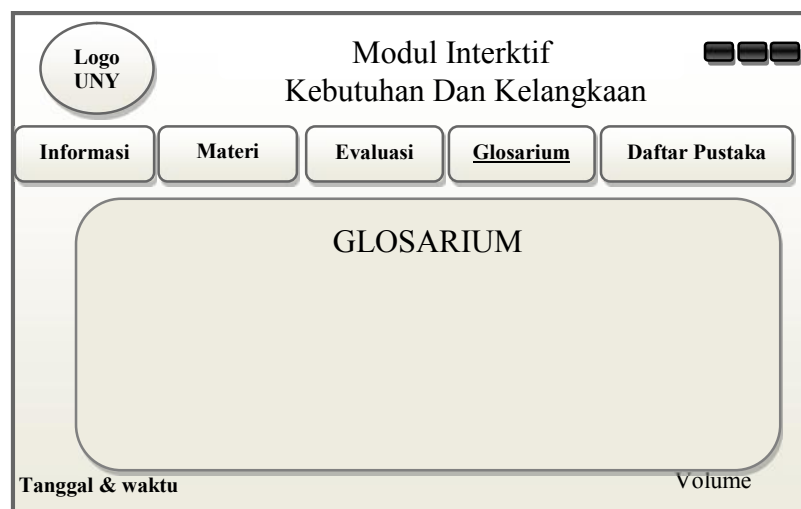 Logo
UNY
Modul Interktif
Kebutuhan Dan Kelangkaan
Informasi
Materi
Evaluasi
Glosarium
Daftar Pustaka
GLOSARIUM
Tanggal & waktu
Volume